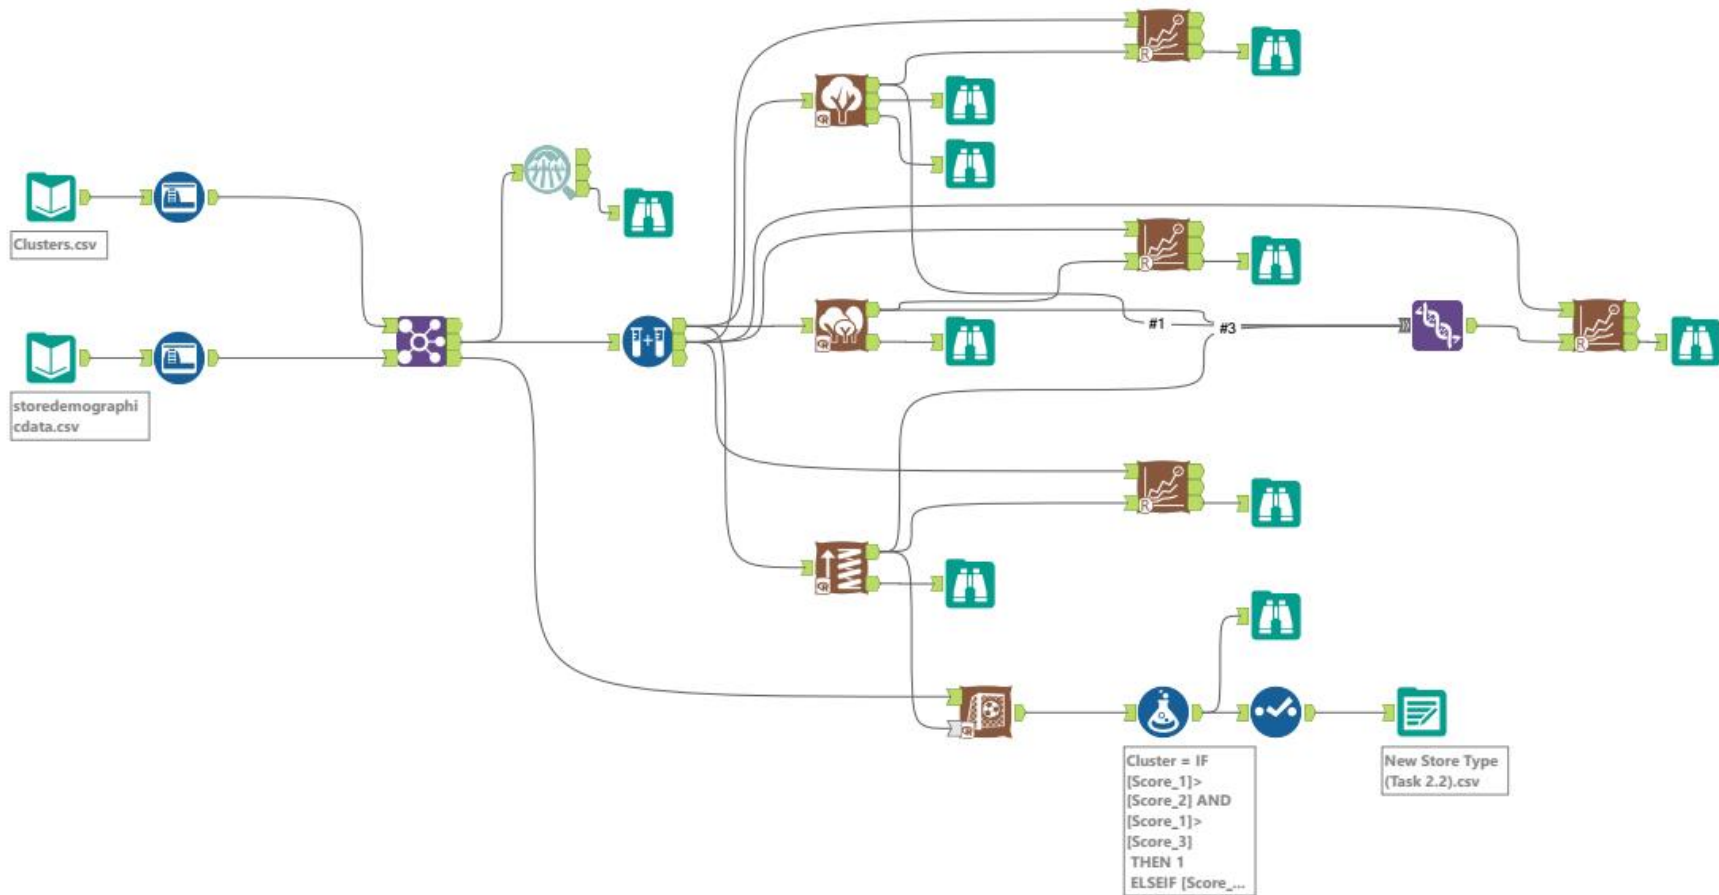 Clusters.csv
storedemographi
cdata.csv
#1
#3
R
R
R
R
R
R
R
R
Cluster = IF
[Score_1]>
[Score_2] AND
[Score_1]>
[Score_3]
THEN 1
ELSEIF [Score_...
New Store Type
(Task 2.2).csv